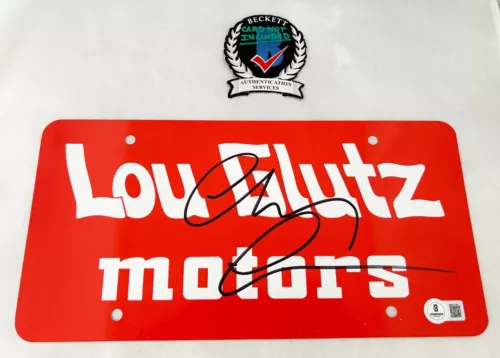 BECKETT
CARD NOT
INCLUDED
AUTHENTICATION
SERVICES
Lou Glutz
motors